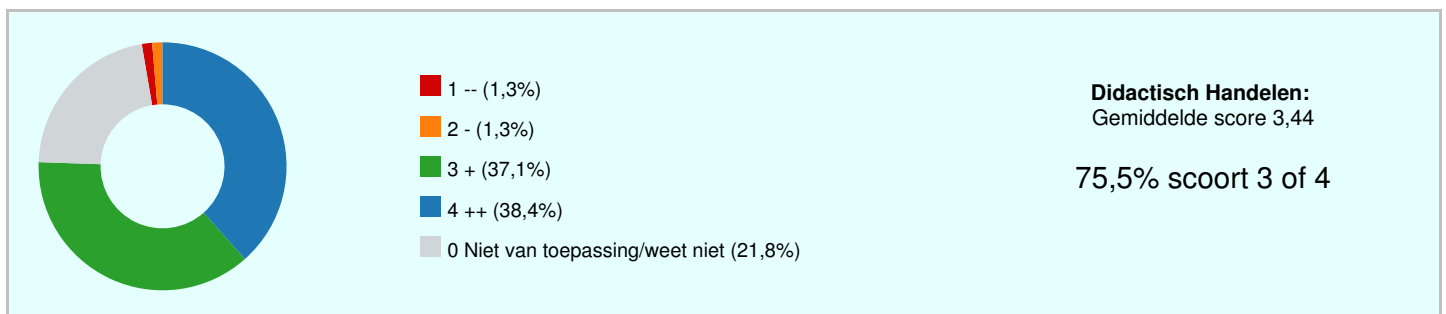 1 -- (1,3%)
2 - (1,3%)
3 + (37,1%)
4 ++ (38,4%)
0 Niet van toepassing/weet niet (21,8%)
Didactisch Handelen:
Gemiddelde score 3,44
75,5% scoort 3 of 4